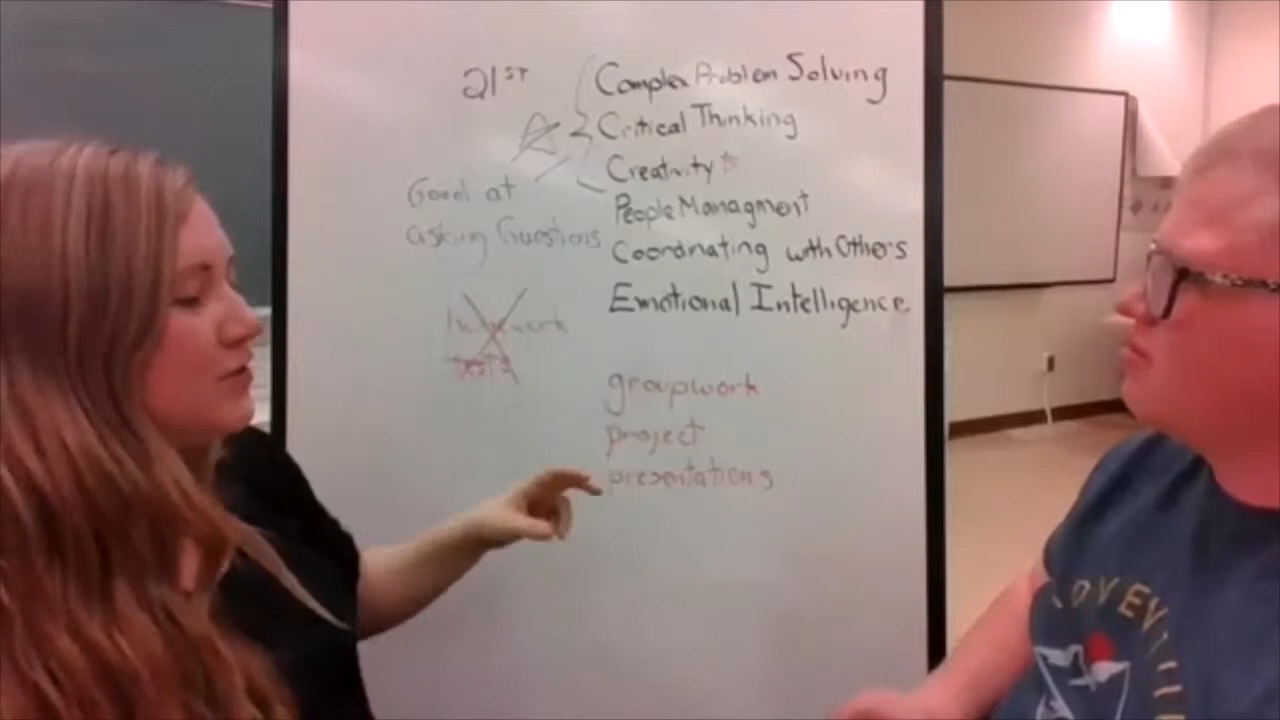 21ST
Complex Problem Solving
Critical Thinking
Creativity
People Managment
Coordinating with Others
Emotional Intelligence
Good at
asking Questions
homework
tests
groupwork
project
presentations